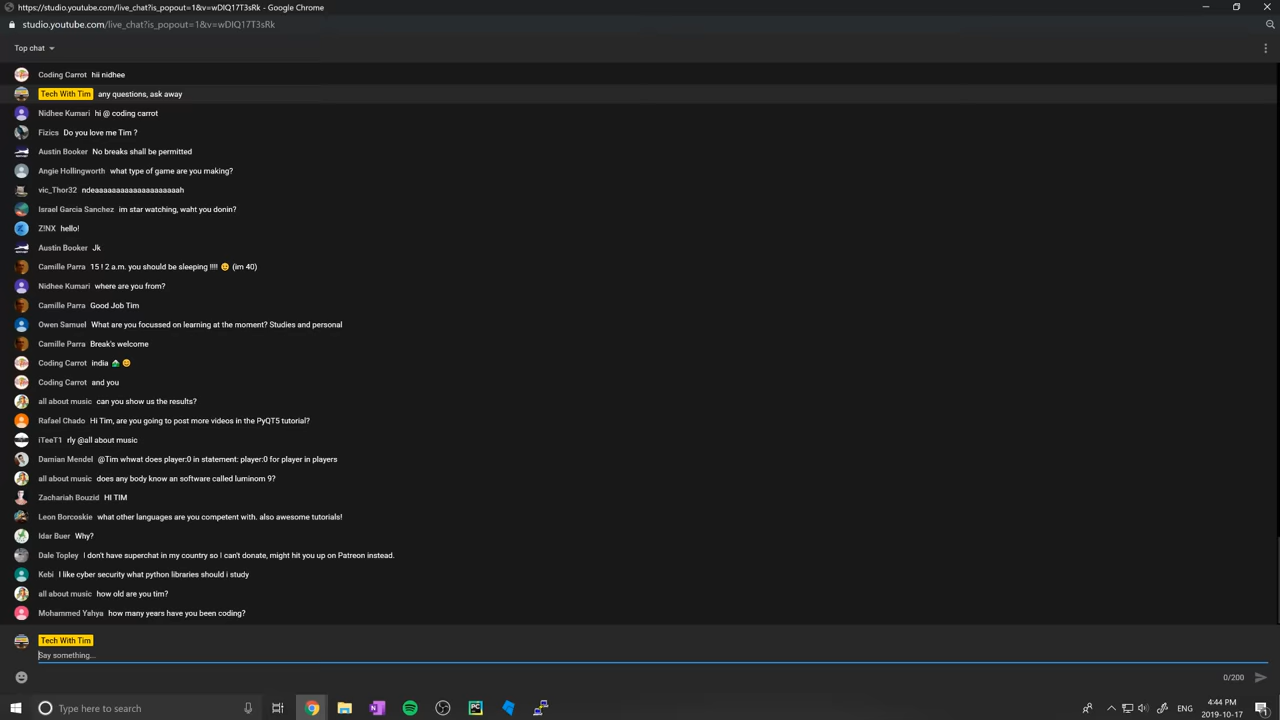 https://studio.youtube.com/live_chat?is_popout=1&v=wDIQ17T3sRk - Google Chrome
studio.youtube.com/live_chat?is_popout=1&v=wDIQ17T3sRk
Top chat
Coding Carrot hii nidhee
Tech With Tim any questions, ask away
Nidhee Kumari hi @ coding carrot
Fizics Do you love me Tim ?
Austin Booker No breaks shall be permitted
Angie Hollingworth what type of game are you making?
vic_Thor32 ndeaaaaaaaaaaaaaaaaaaaah
Israel Garcia Sanchez im star watching, waht you donin?
Z!NX hello!
Austin Booker Jk
Camille Parra 15 ! 2 a.m. you should be sleeping !!!! 😉 (im 40)
Nidhee Kumari where are you from?
Camille Parra Good Job Tim
Owen Samuel What are you focussed on learning at the moment? Studies and personal
Camille Parra Break's welcome
Coding Carrot india
Coding Carrot and you
all about music can you show us the results?
Rafael Chado Hi Tim, are you going to post more videos in the PyQT5 tutorial?
iTeeT1 rly @all about music
Damian Mendel @Tim whwat does player:0 in statement: player:0 for player in players
all about music does any body know an software called luminom 9?
Zachariah Bouzid HI TIM
Leon Borcoskie what other languages are you competent with. also awesome tutorials!
Idar Buer Why?
Dale Topley I don't have superchat in my country so I can't donate, might hit you up on Patreon instead.
Kebi I like cyber security what python libraries should i study
all about music how old are you tim?
Mohammed Yahya how many years have you been coding?
Tech With Tim
Say something...
0/200
Type here to search
ENG
4:44 PM
2019-10-17